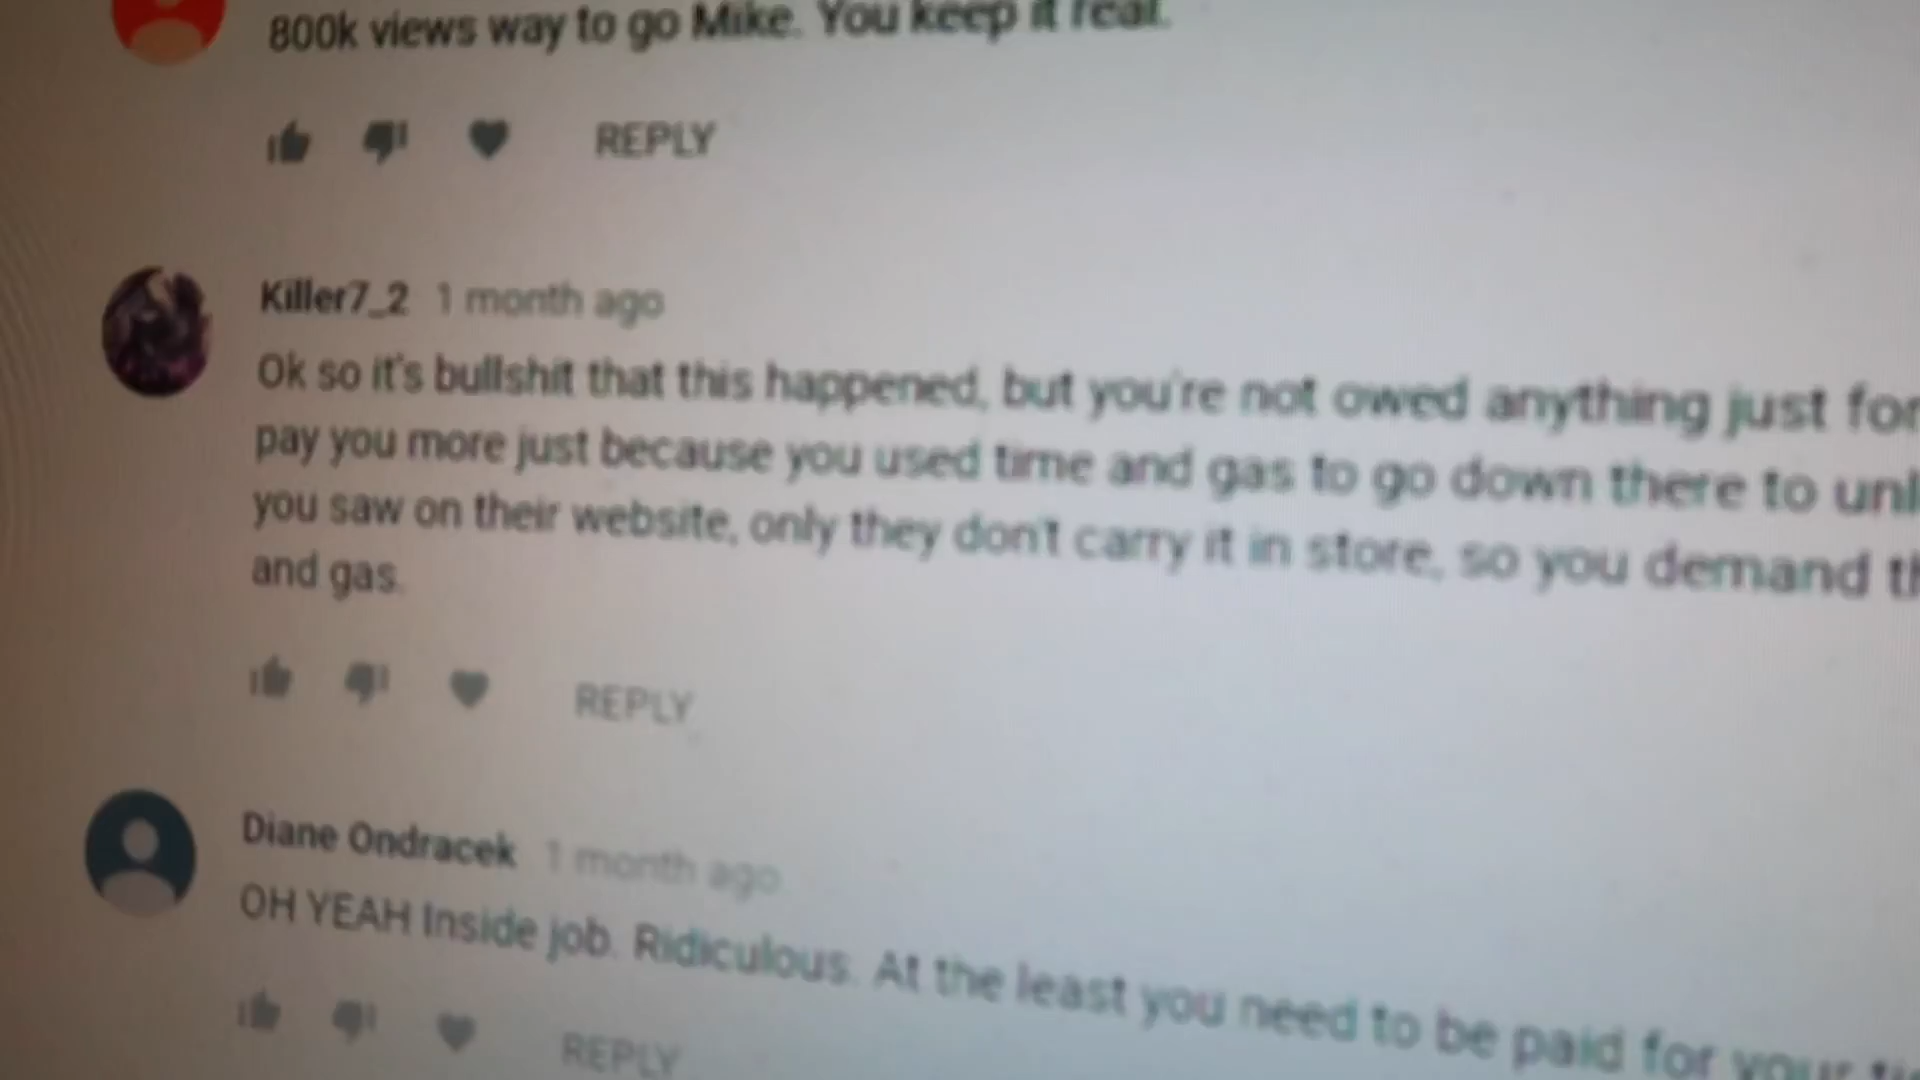 800k views way to go Mike. You keep it real.
REPLY
Killer7_2 1 month ago
Ok so it's bullshit that this happened, but you're not owed anything just for
pay you more just because you used time and gas to go down there to unl
you saw on their website, only they don't carry it in store, so you demand th
and gas.
REPLY
Diane Ondracek 1 month ago
OH YEAH Inside job. Ridiculous. At the least you need to be paid for your
REPLY